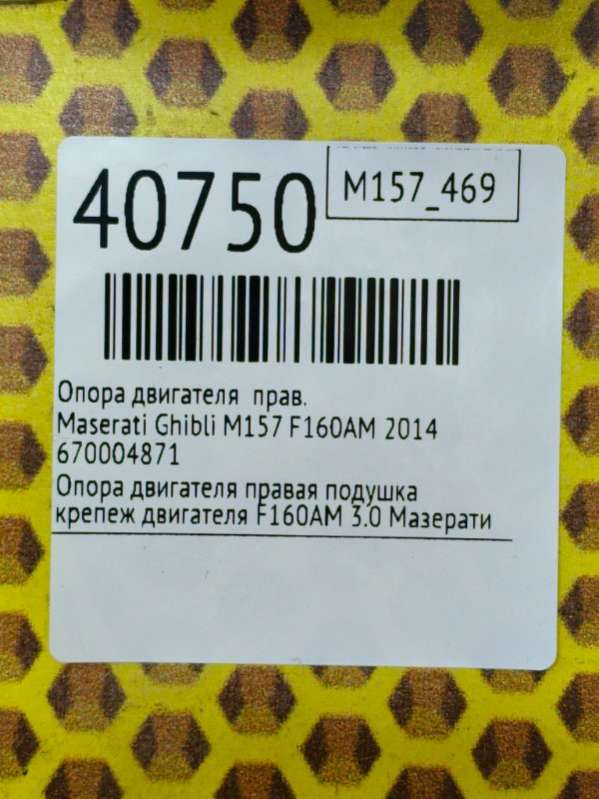 40750
M157_469
Опора двигателя прав.
Maserati Ghibli M157 F160AM 2014
670004871
Опора двигателя правая подушка
крепеж двигателя F160AM 3.0 Мазерати